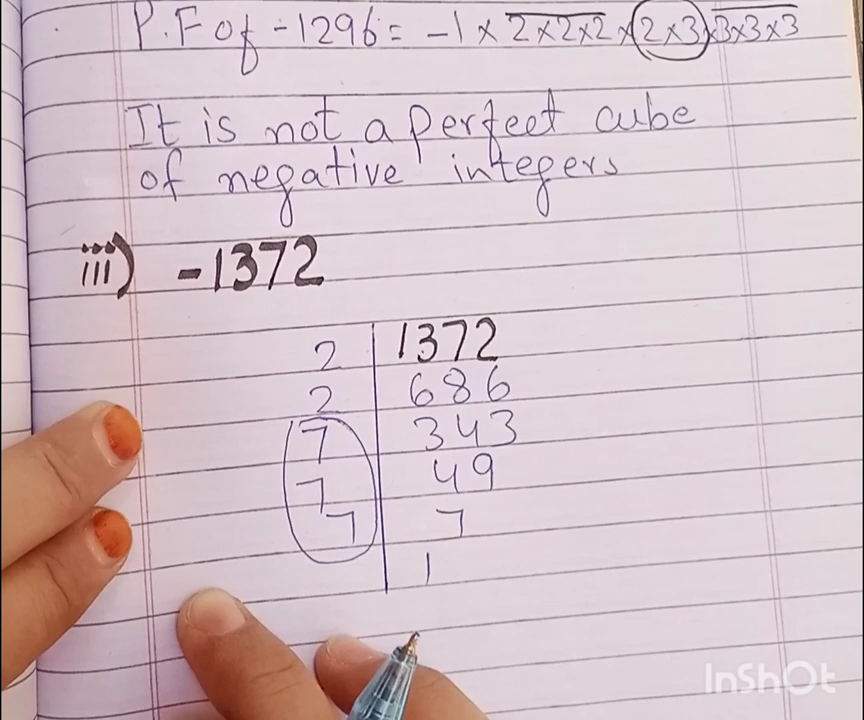 P.F of -1296 = -1 × 2×2×2 × 2×3 × 3×3×3
It is not a perfect cube
of negative integers
iii) -1372
2 | 1372
2 | 686
7 | 343
7 | 49
7 | 7
| 1
InShOt